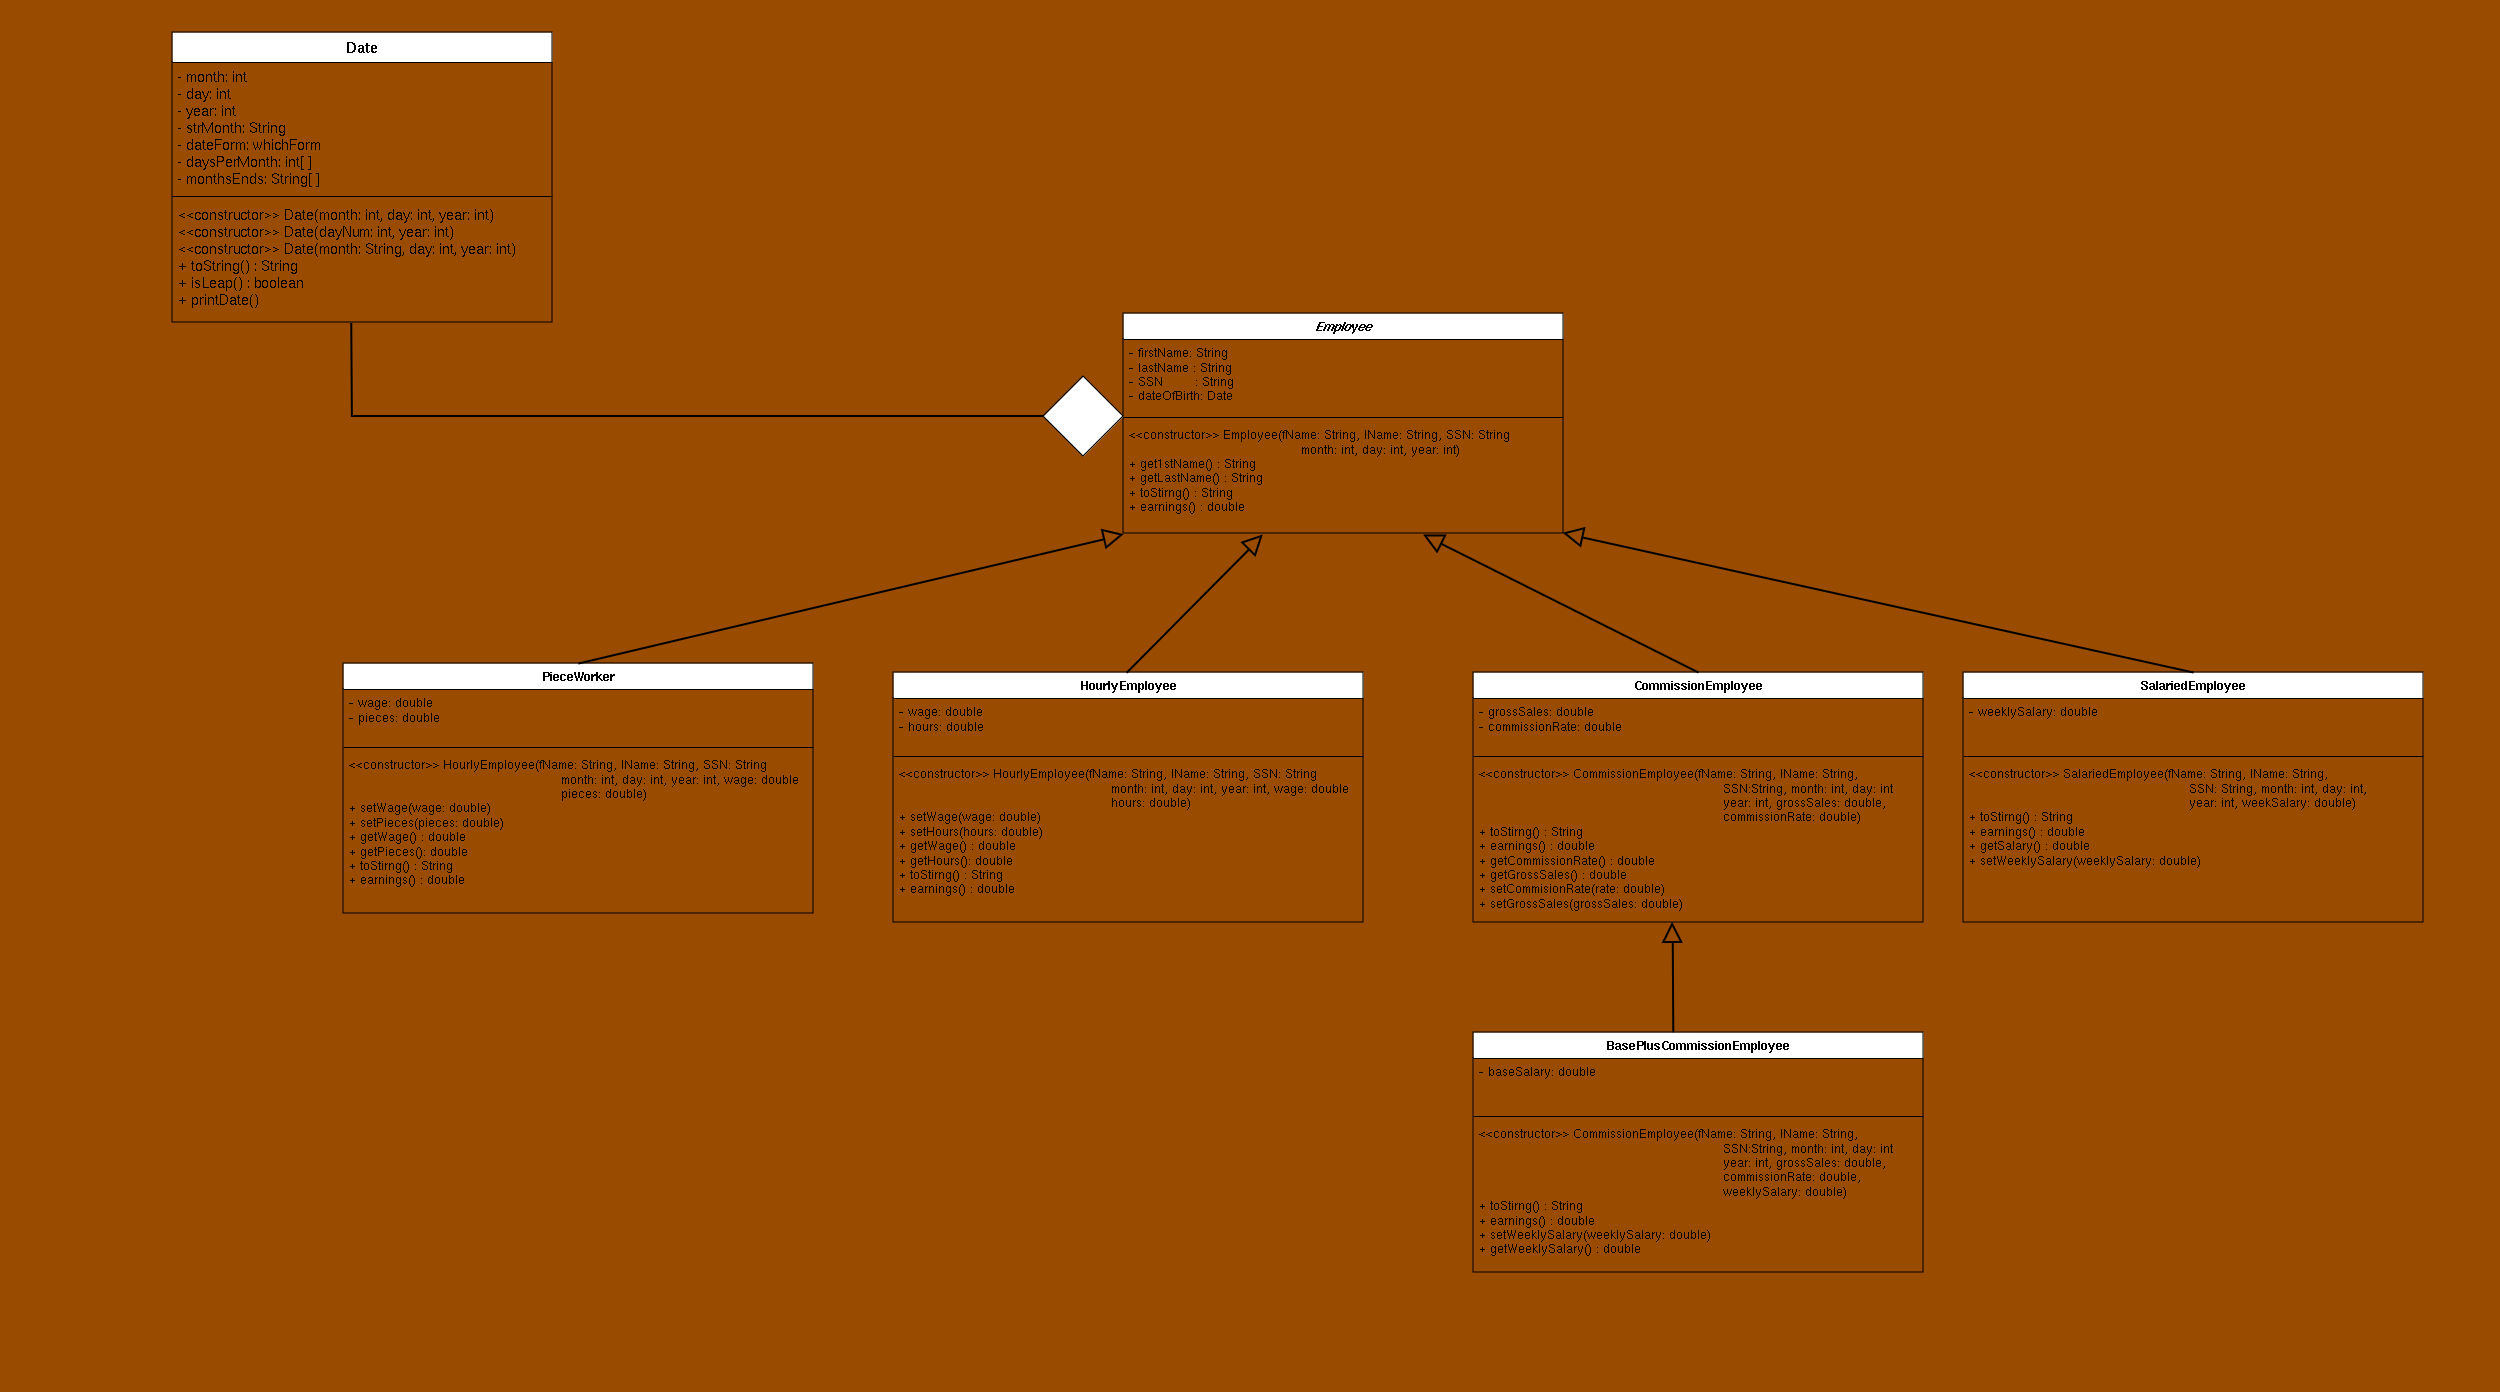 Date
- month: int
- day: int
- year: int
- strMonth: String
- dateForm: whichForm
- daysPerMonth: int[ ]
- monthsEnds: String[ ]
<<constructor>> Date(month: int, day: int, year: int)
<<constructor>> Date(dayNum: int, year: int)
<<constructor>> Date(month: String, day: int, year: int)
+ toString() : String
+ isLeap() : boolean
+ printDate()
Employee
- firstName: String
- lastName : String
- SSN : String
- dateOfBirth: Date
<<constructor>> Employee(fName: String, lName: String, SSN: String
month: int, day: int, year: int)
+ get1stName() : String
+ getLastName() : String
+ toStirng() : String
+ earnings() : double
PieceWorker
- wage: double
- pieces: double
<<constructor>> HourlyEmployee(fName: String, lName: String, SSN: String
month: int, day: int, year: int, wage: double
pieces: double)
+ setWage(wage: double)
+ setPieces(pieces: double)
+ getWage() : double
+ getPieces(): double
+ toStirng() : String
+ earnings() : double
HourlyEmployee
- wage: double
- hours: double
<<constructor>> HourlyEmployee(fName: String, lName: String, SSN: String
month: int, day: int, year: int, wage: double
hours: double)
+ setWage(wage: double)
+ setHours(hours: double)
+ getWage() : double
+ getHours(): double
+ toStirng() : String
+ earnings() : double
CommissionEmployee
- grossSales: double
- commissionRate: double
<<constructor>> CommissionEmployee(fName: String, lName: String,
SSN:String, month: int, day: int
year: int, grossSales: double,
commissionRate: double)
+ toStirng() : String
+ earnings() : double
+ getCommissionRate() : double
+ getGrossSales() : double
+ setCommisionRate(rate: double)
+ setGrossSales(grossSales: double)
SalariedEmployee
- weeklySalary: double
<<constructor>> SalariedEmployee(fName: String, lName: String,
SSN: String, month: int, day: int,
year: int, weekSalary: double)
+ toStirng() : String
+ earnings() : double
+ getSalary() : double
+ setWeeklySalary(weeklySalary: double)
BasePlusCommissionEmployee
- baseSalary: double
<<constructor>> CommissionEmployee(fName: String, lName: String,
SSN:String, month: int, day: int
year: int, grossSales: double,
commissionRate: double,
weeklySalary: double)
+ toStirng() : String
+ earnings() : double
+ setWeeklySalary(weeklySalary: double)
+ getWeeklySalary() : double